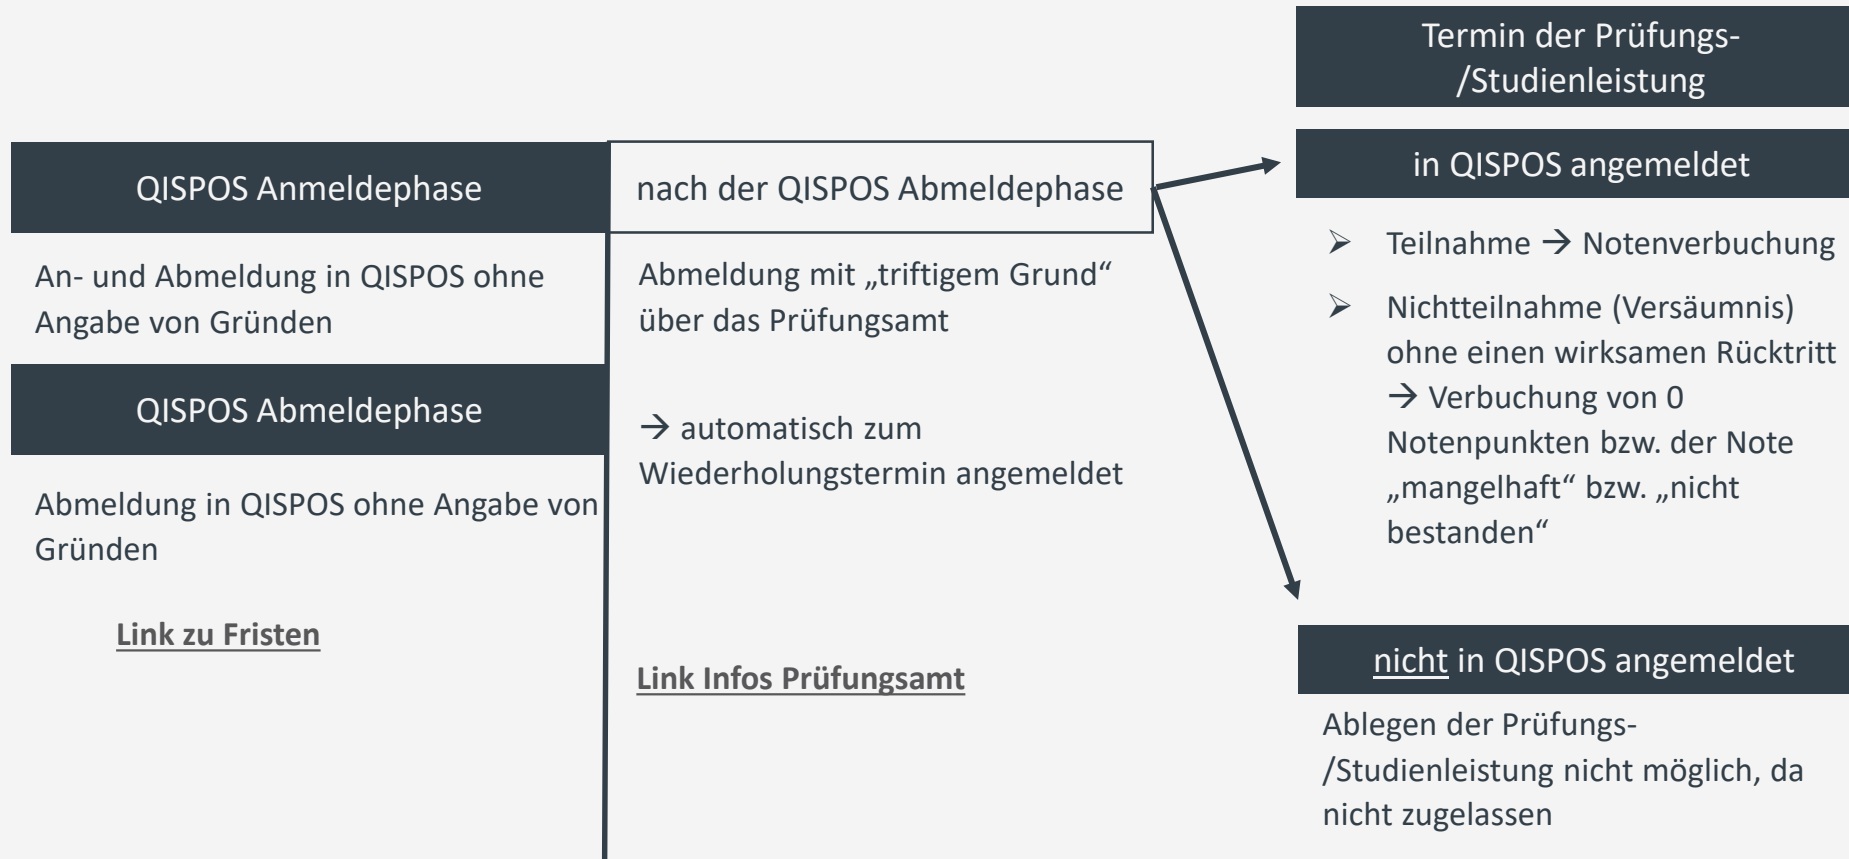 QISPOS Anmeldephase
An- und Abmeldung in QISPOS ohne
Angabe von Gründen
QISPOS Abmeldephase
Abmeldung in QISPOS ohne Angabe von
Gründen
Link zu Fristen
nach der QISPOS Abmeldephase
Abmeldung mit „triftigem Grund“
über das Prüfungsamt
→ automatisch zum
Wiederholungstermin angemeldet
Link Infos Prüfungsamt
Termin der Prüfungs-
/Studienleistung
in QISPOS angemeldet
➢ Teilnahme → Notenverbuchung
➢ Nichtteilnahme (Versäumnis)
ohne einen wirksamen Rücktritt
→ Verbuchung von 0
Notenpunkten bzw. der Note
„mangelhaft“ bzw. „nicht
bestanden“
nicht in QISPOS angemeldet
Ablegen der Prüfungs-
/Studienleistung nicht möglich, da
nicht zugelassen